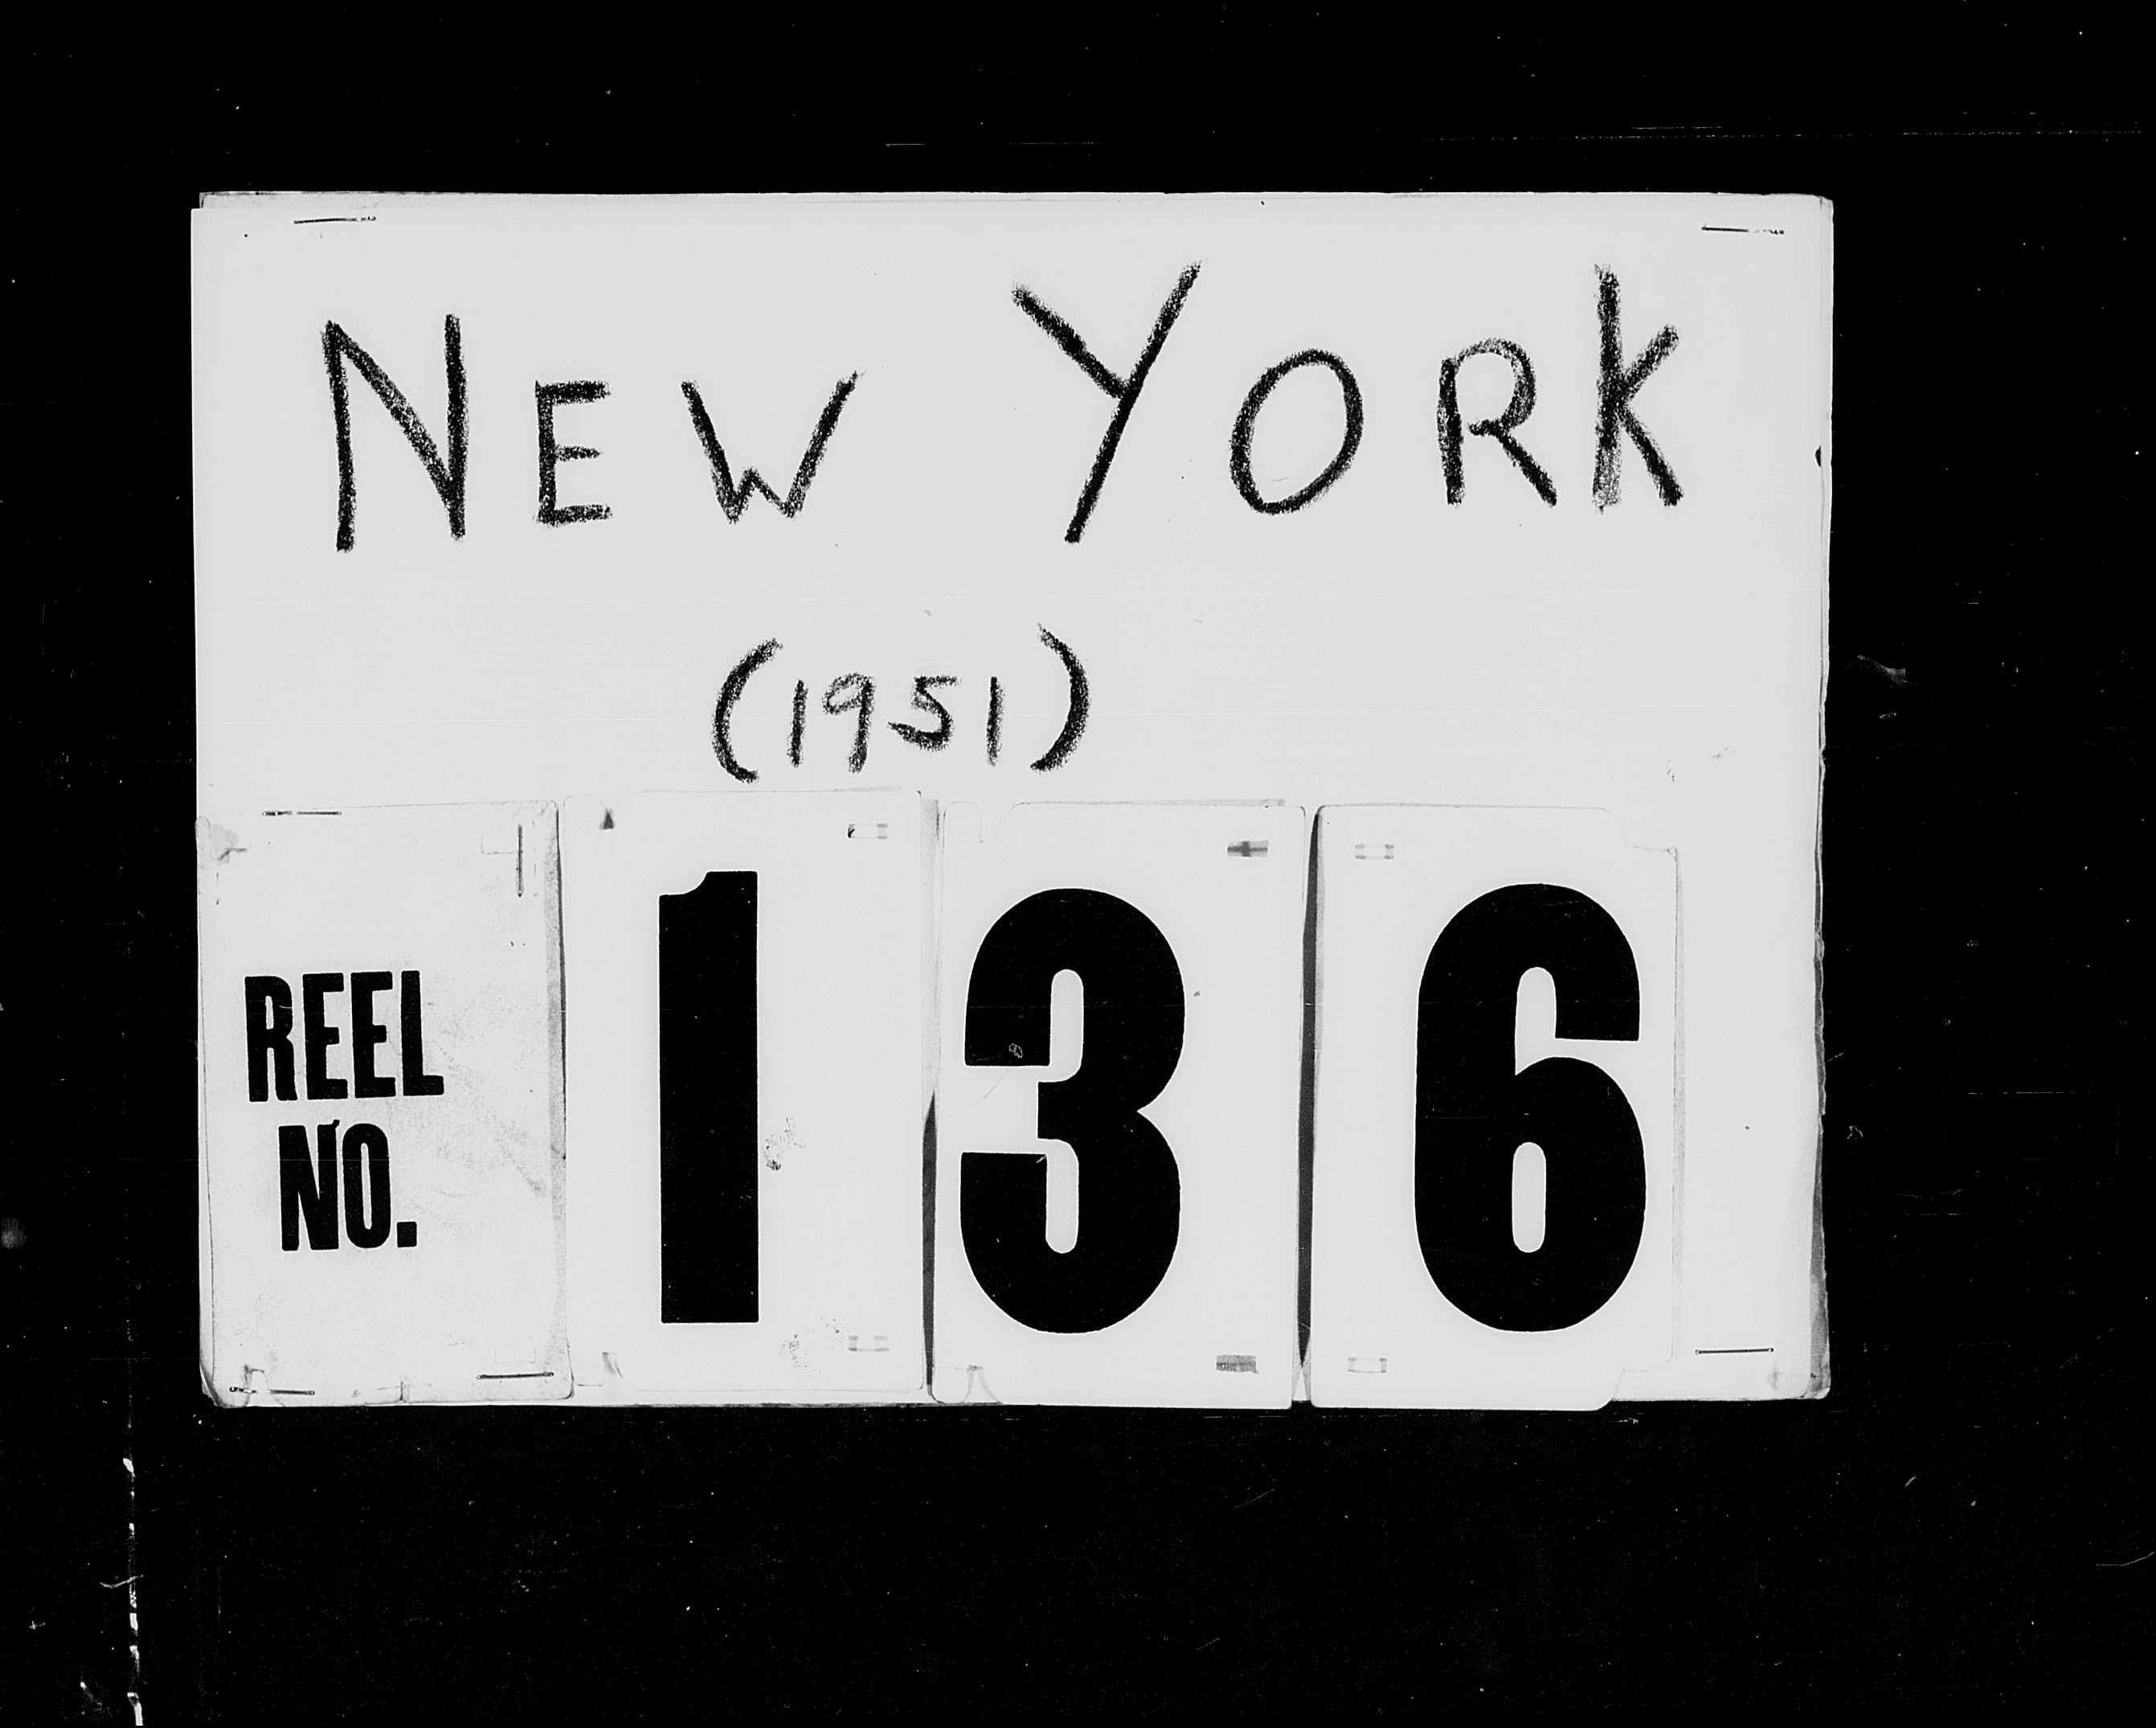 NEW YORK
(1951)
REEL
NO.
136